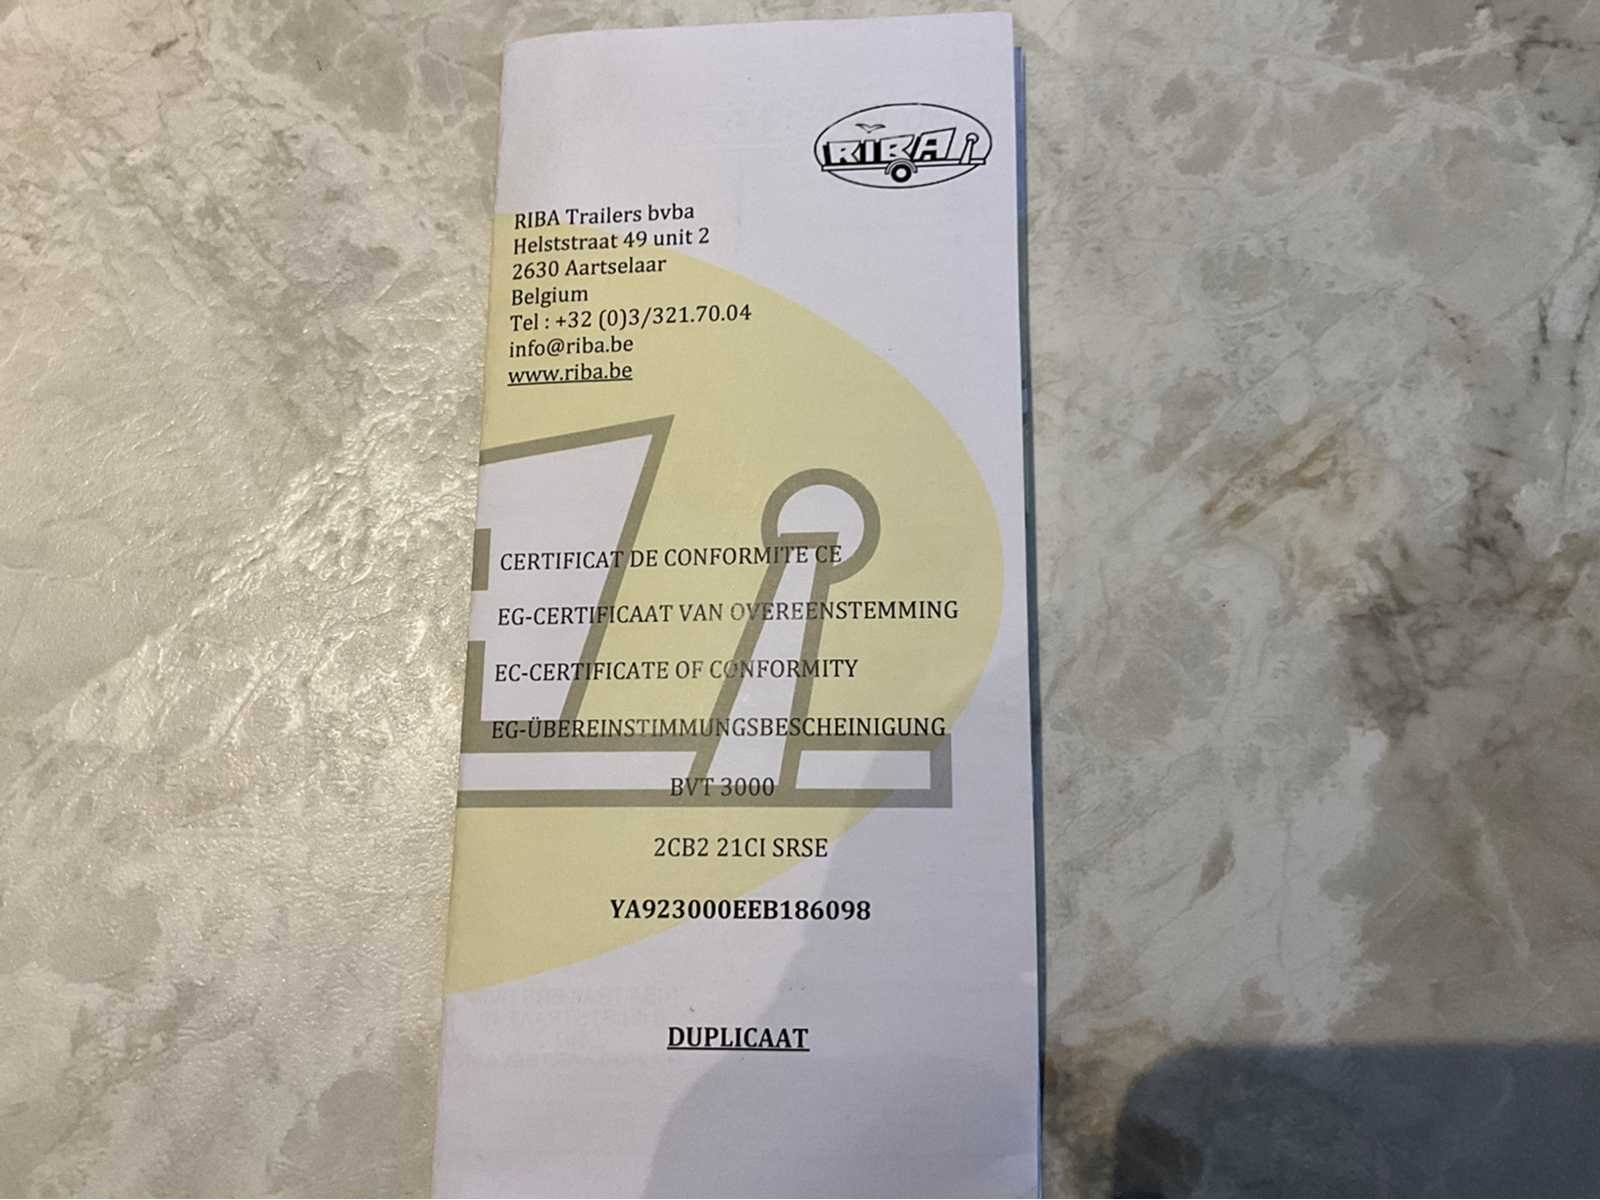 RIBA
RIBA Trailers bvba
Helststraat 49 unit 2
2630 Aartselaar
Belgium
Tel : +32 (0)3/321.70.04
info@riba.be
www.riba.be
CERTIFICAT DE CONFORMITE CE
EG-CERTIFICAAT VAN OVEREENSTEMMING
EC-CERTIFICATE OF CONFORMITY
EG-ÜBEREINSTIMMUNGSBESCHEINIGUNG
BVT 3000
2CB2 21CI SRSE
YA923000EEB186098
DUPLICAAT